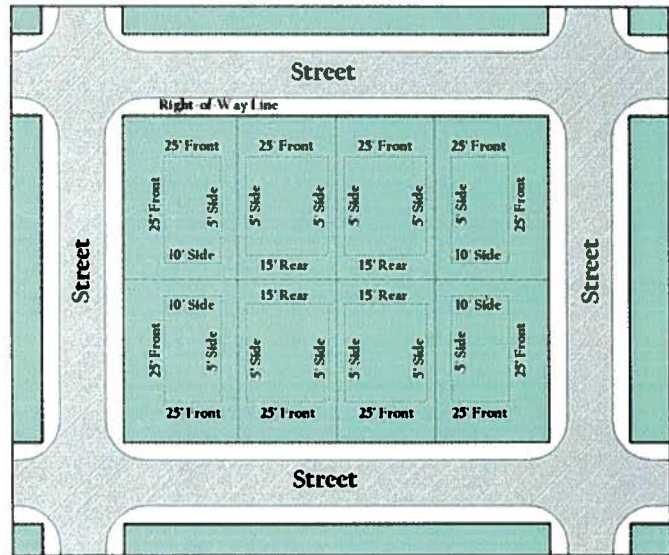 Street
Right-of-Way Line
25' Front 25' Front 25' Front 25' Front
25' Front 5' Side 5' Side 5' Side 5' Side 5' Side 5' Side 25' Front
10' Side 15' Rear 15' Rear 10' Side
Street Street
10' Side 15' Rear 15' Rear 10' Side
25' Front 5' Side 5' Side 5' Side 5' Side 5' Side 5' Side 25' Front
25' Front 25' Front 25' Front 25' Front
Street